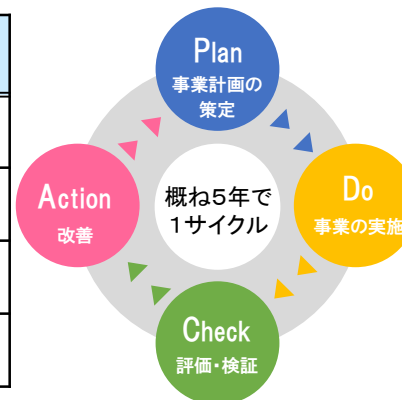 Plan
事業計画の
策定
Action
改善
概ね5年で
1サイクル
Do
事業の実施
Check
評価・検証